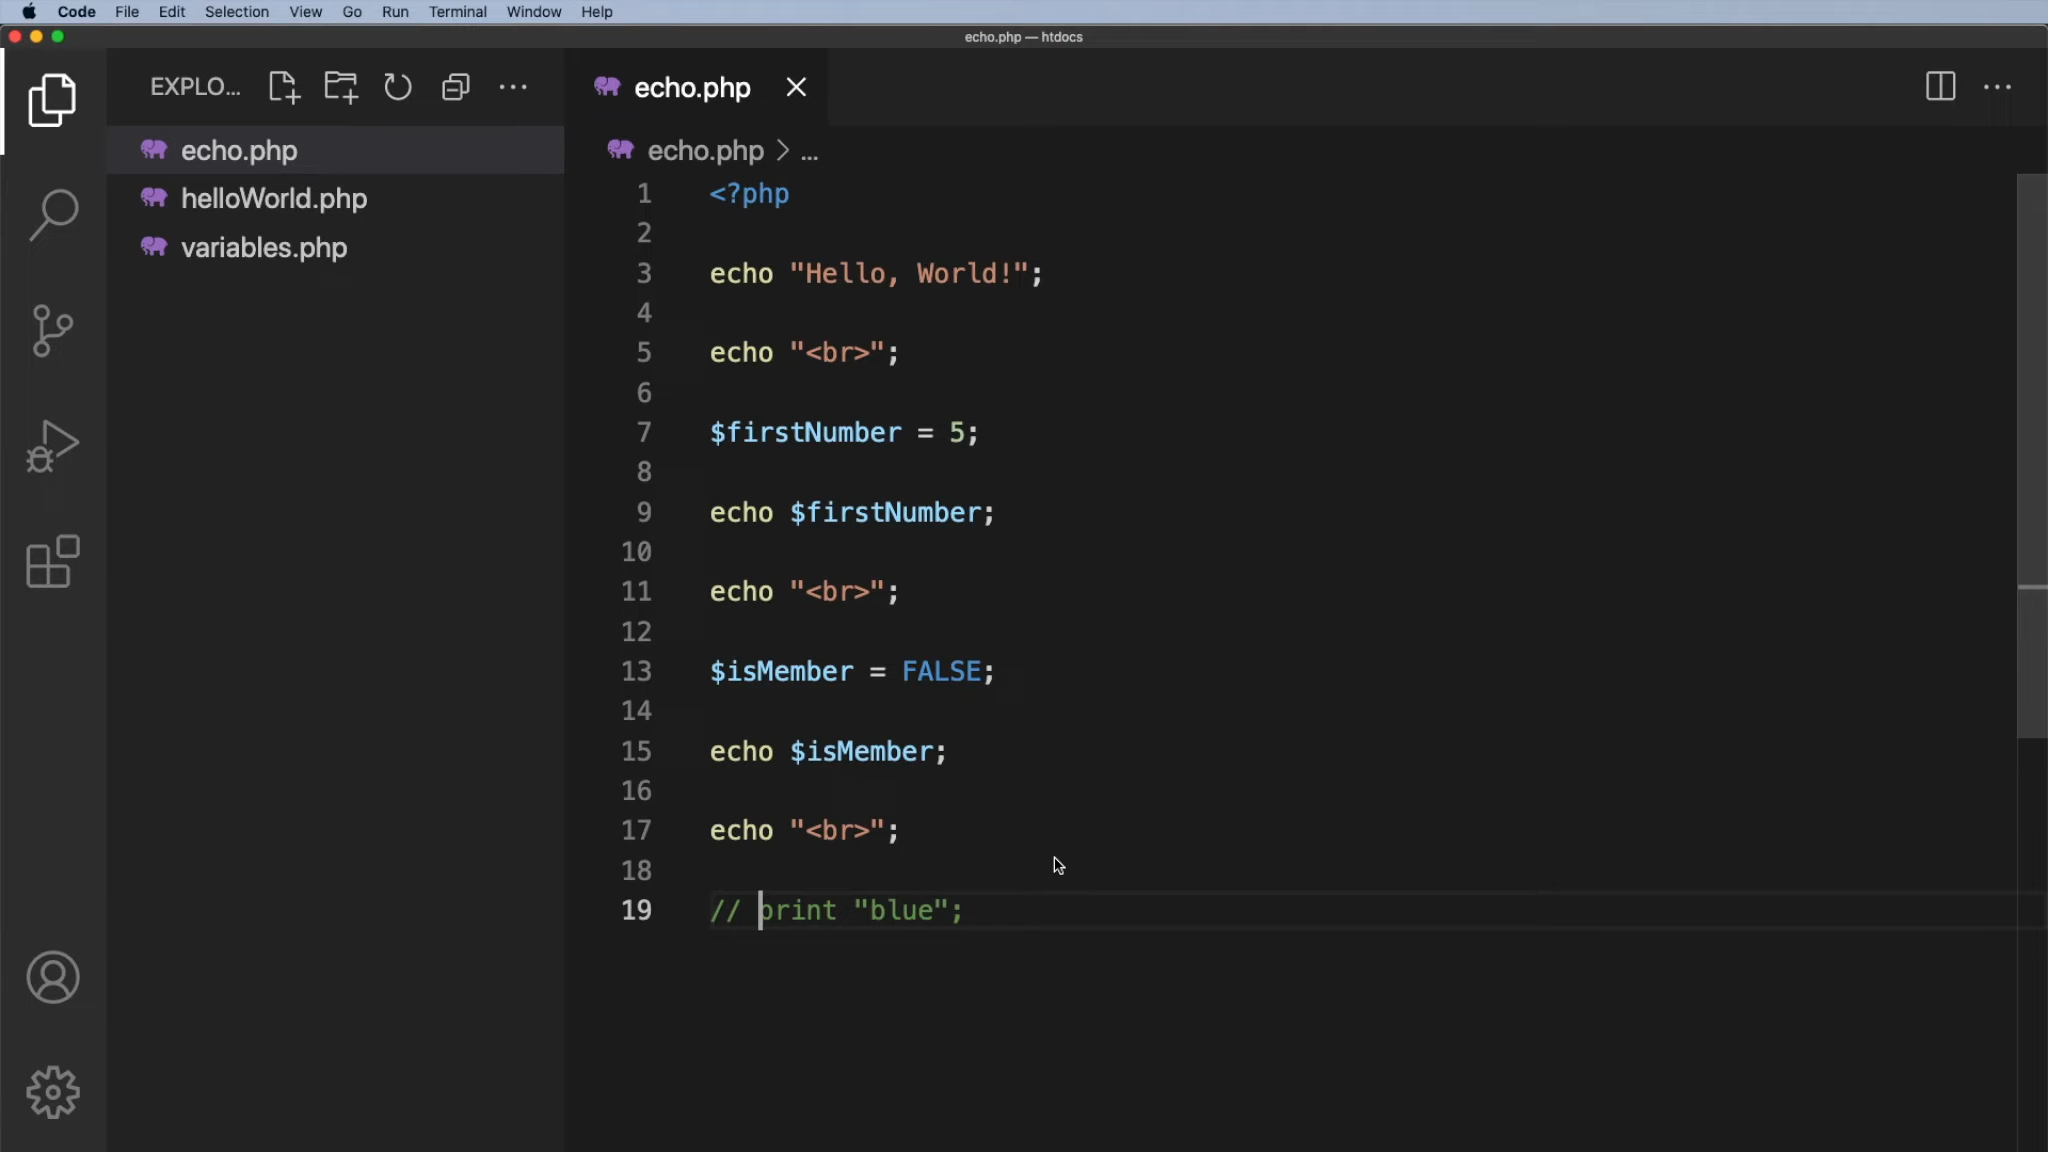 Code File Edit Selection View Go Run Terminal Window Help
echo.php — htdocs
EXPLO...
echo.php
helloWorld.php
variables.php
echo.php
echo.php > ...
1 <?php
2
3 echo "Hello, World!";
4
5 echo "<br>";
6
7 $firstNumber = 5;
8
9 echo $firstNumber;
10
11 echo "<br>";
12
13 $isMember = FALSE;
14
15 echo $isMember;
16
17 echo "<br>";
18
19 // print "blue";